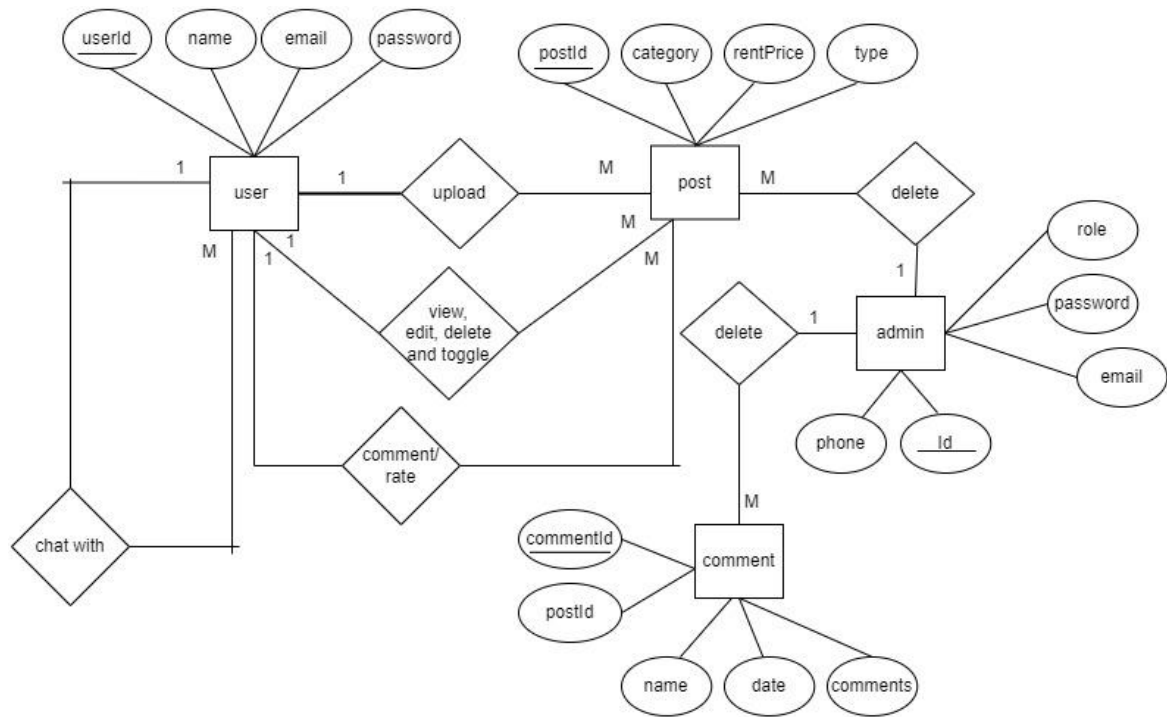 userId
name
email
password
postId
category
rentPrice
type
1
user
1
upload
M
post
M
delete
M
1
1
M
M
1
role
view,
edit, delete
and toggle
delete
1
admin
password
email
phone
Id
comment/
rate
M
chat with
commentId
comment
postId
name
date
comments